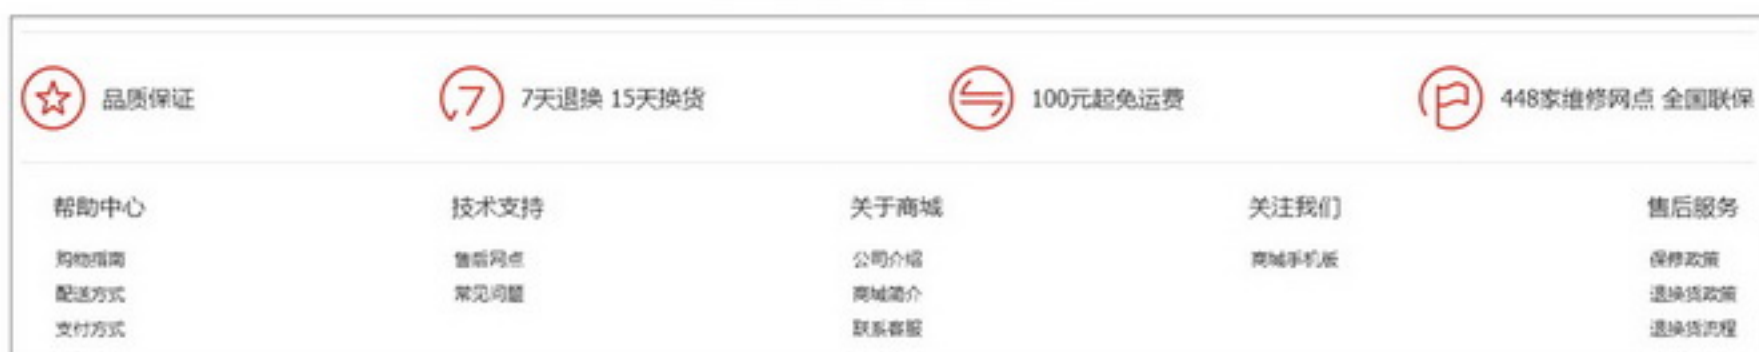 品质保证
7天退换 15天换货
100元起免运费
448家维修网点 全国联保
帮助中心
购物指南
配送方式
支付方式
技术支持
售后网点
常见问题
关于商城
公司介绍
商城简介
联系客服
关注我们
商城手机版
售后服务
保修政策
退换货政策
退换货流程